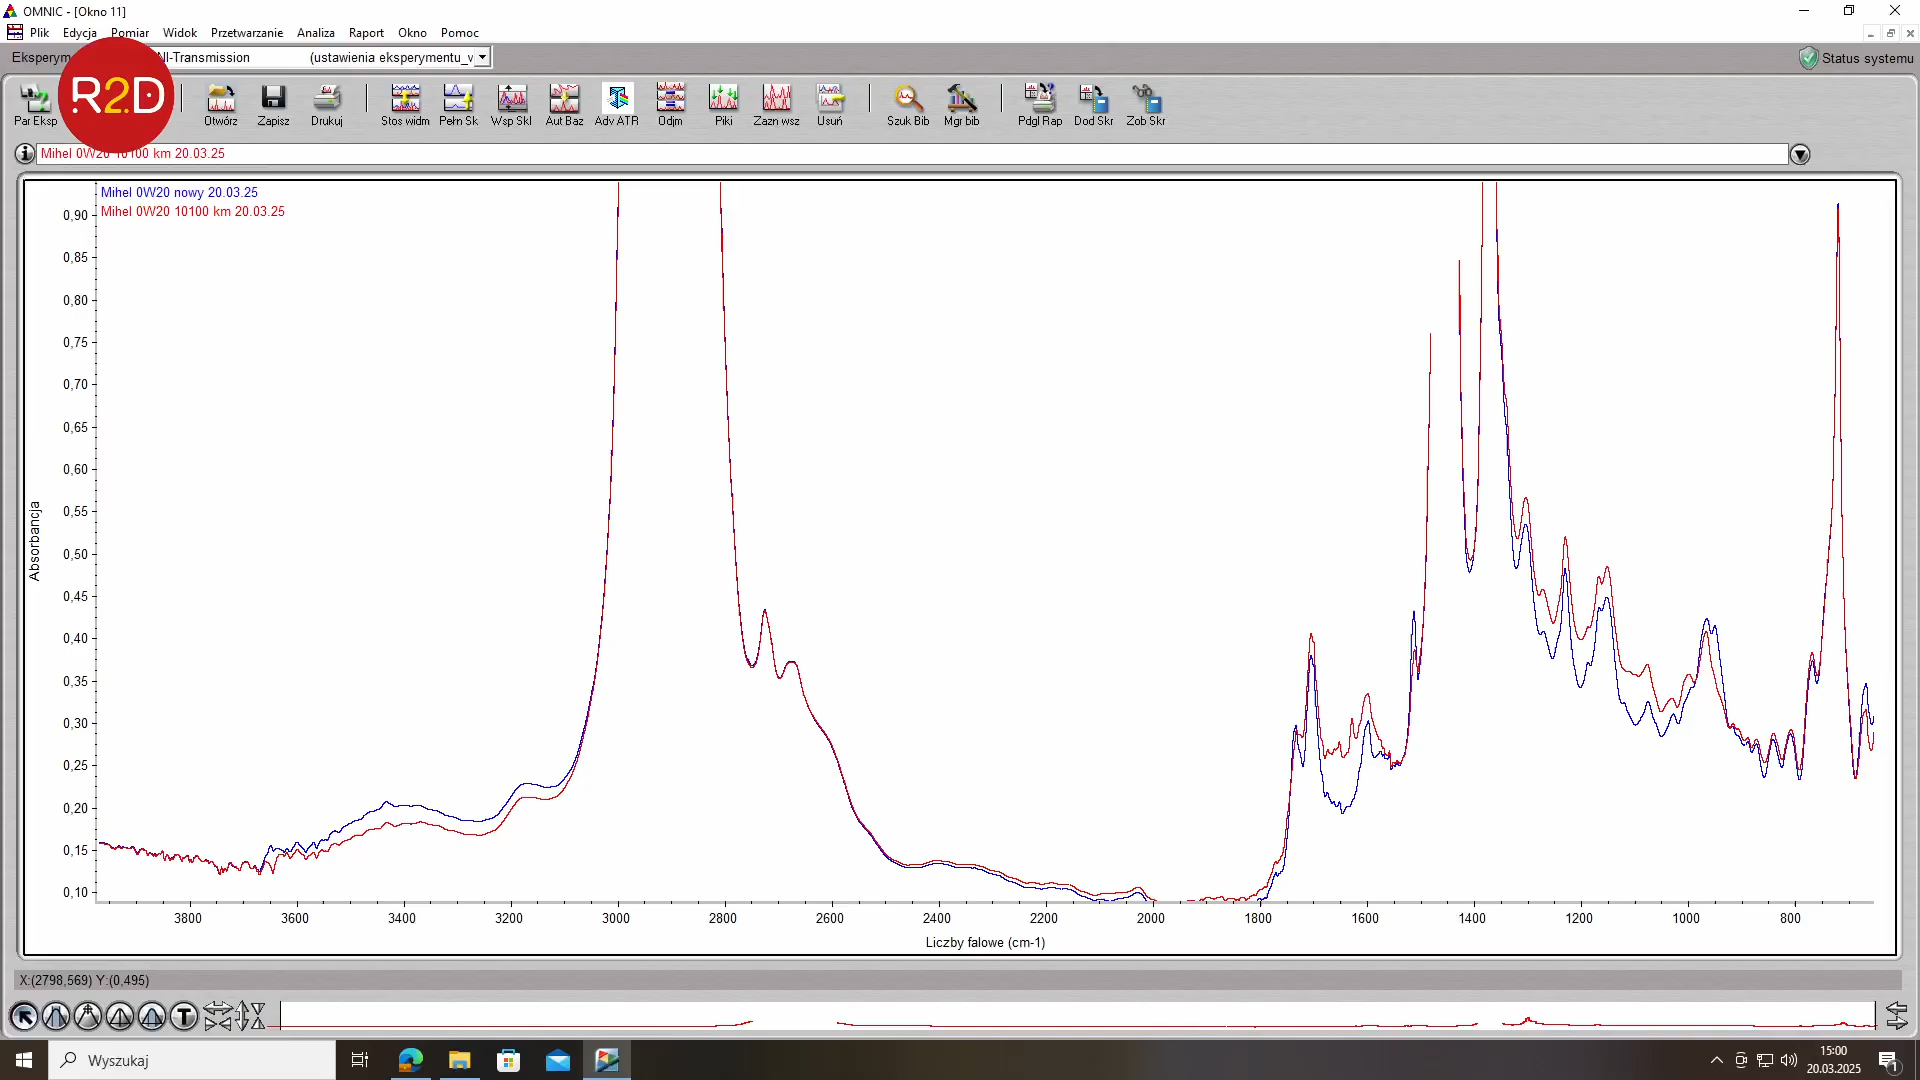 OMNIC - [Okno 11]
Plik Edycja Pomiar Widok Przetwarzanie Analiza Raport Okno Pomoc
Eksperym NI-Transmission (ustawienia eksperymentu_v Status systemu
R2D
Par Eksp Otwórz Zapisz Drukuj Stos widm Pełn Sk Wsp Skl Aut Baz Adv ATR Odjm Piki Zazn wsz Usuń Szuk Bib Mgr bib Pdgl Rap Dod Skr Zob Skr
Mihel 0W20 10100 km 20.03.25
Mihel 0W20 nowy 20.03.25
Mihel 0W20 10100 km 20.03.25
0,90
0,85
0,80
0,75
0,70
0,65
0,60
0,55
0,50
0,45
0,40
0,35
0,30
0,25
0,20
0,15
0,10
Absorbancja
3800 3600 3400 3200 3000 2800 2600 2400 2200 2000 1800 1600 1400 1200 1000 800
Liczby falowe (cm-1)
X:(2798,569) Y:(0,495)
T
Wyszukaj
15:00
20.03.2025
1